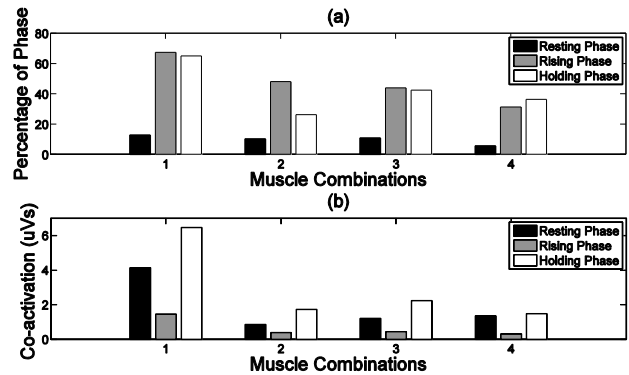 (a)
Percentage of Phase
80
60
40
20
0
Resting Phase
Rising Phase
Holding Phase
1 2 3 4
Muscle Combinations
(b)
Co-activation (uVs)
6
4
2
0
Resting Phase
Rising Phase
Holding Phase
1 2 3 4
Muscle Combinations